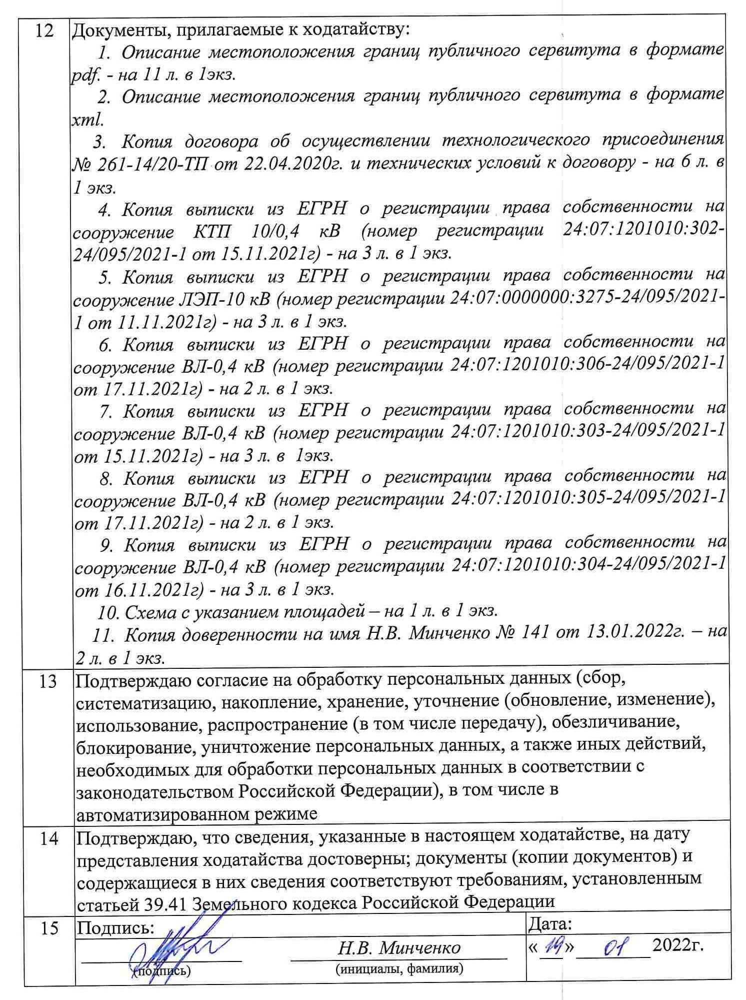 12 Документы, прилагаемые к ходатайству:
1. Описание местоположения границ публичного сервитута в формате
pdf. - на 11 л. в 1экз.
2. Описание местоположения границ публичного сервитута в формате
xml.
3. Копия договора об осуществлении технологического присоединения
№ 261-14/20-ТП от 22.04.2020г. и технических условий к договору - на 6 л. в
1 экз.
4. Копия выписки из ЕГРН о регистрации права собственности на
сооружение КТП 10/0,4 кВ (номер регистрации 24:07:1201010:302-
24/095/2021-1 от 15.11.2021г) - на 3 л. в 1 экз.
5. Копия выписки из ЕГРН о регистрации права собственности на
сооружение ЛЭП-10 кВ (номер регистрации 24:07:0000000:3275-24/095/2021-
1 от 11.11.2021г) - на 3 л. в 1 экз.
6. Копия выписки из ЕГРН о регистрации права собственности на
сооружение ВЛ-0,4 кВ (номер регистрации 24:07:1201010:306-24/095/2021-1
от 17.11.2021г) - на 2 л. в 1 экз.
7. Копия выписки из ЕГРН о регистрации права собственности на
сооружение ВЛ-0,4 кВ (номер регистрации 24:07:1201010:303-24/095/2021-1
от 15.11.2021г) - на 3 л. в 1экз.
8. Копия выписки из ЕГРН о регистрации права собственности на
сооружение ВЛ-0,4 кВ (номер регистрации 24:07:1201010:305-24/095/2021-1
от 17.11.2021г) - на 2 л. в 1 экз.
9. Копия выписки из ЕГРН о регистрации права собственности на
сооружение ВЛ-0,4 кВ (номер регистрации 24:07:1201010:304-24/095/2021-1
от 16.11.2021г) - на 3 л. в 1 экз.
10. Схема с указанием площадей – на 1 л. в 1 экз.
11. Копия доверенности на имя Н.В. Минченко № 141 от 13.01.2022г. – на
2 л. в 1 экз.
13 Подтверждаю согласие на обработку персональных данных (сбор,
систематизацию, накопление, хранение, уточнение (обновление, изменение),
использование, распространение (в том числе передачу), обезличивание,
блокирование, уничтожение персональных данных, а также иных действий,
необходимых для обработки персональных данных в соответствии с
законодательством Российской Федерации), в том числе в
автоматизированном режиме
14 Подтверждаю, что сведения, указанные в настоящем ходатайстве, на дату
представления ходатайства достоверны; документы (копии документов) и
содержащиеся в них сведения соответствуют требованиям, установленным
статьей 39.41 Земельного кодекса Российской Федерации
15 Подпись: Дата:
Н.В. Минченко «19» 01 2022г.
(подпись) (инициалы, фамилия)